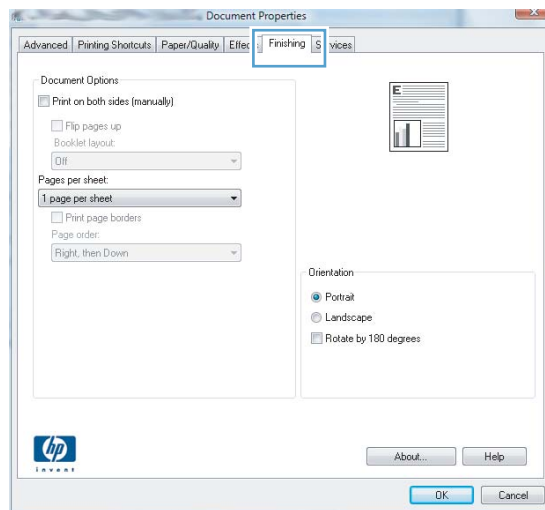 Document Properties
Advanced Printing Shortcuts Paper/Quality Finishing
Document Options
Print on both sides (manually)
E
Flip pages up
Booklet layout:
Off
Pages per sheet:
1 page per sheet
Print page borders
Page order:
Right, then Down
Orientation
Portrait
Landscape
Rotate by 180 degrees
hp
invent
About... Help
OK Cancel